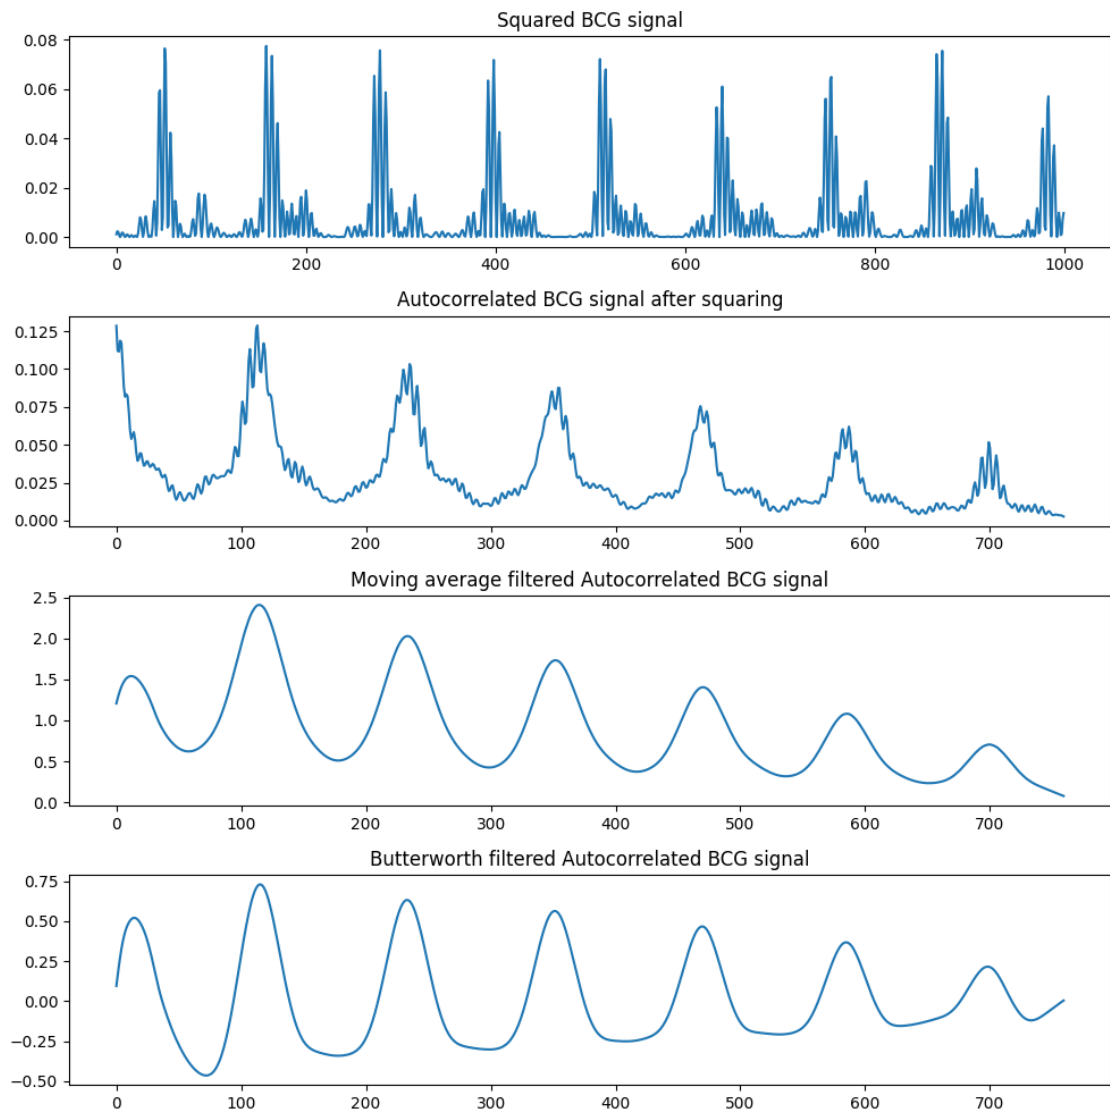 Squared BCG signal
0.08
0.06
0.04
0.02
0.00
0 200 400 600 800 1000
Autocorrelated BCG signal after squaring
0.125
0.100
0.075
0.050
0.025
0.000
0 100 200 300 400 500 600 700
Moving average filtered Autocorrelated BCG signal
2.5
2.0
1.5
1.0
0.5
0.0
0 100 200 300 400 500 600 700
Butterworth filtered Autocorrelated BCG signal
0.75
0.50
0.25
0.00
−0.25
−0.50
0 100 200 300 400 500 600 700